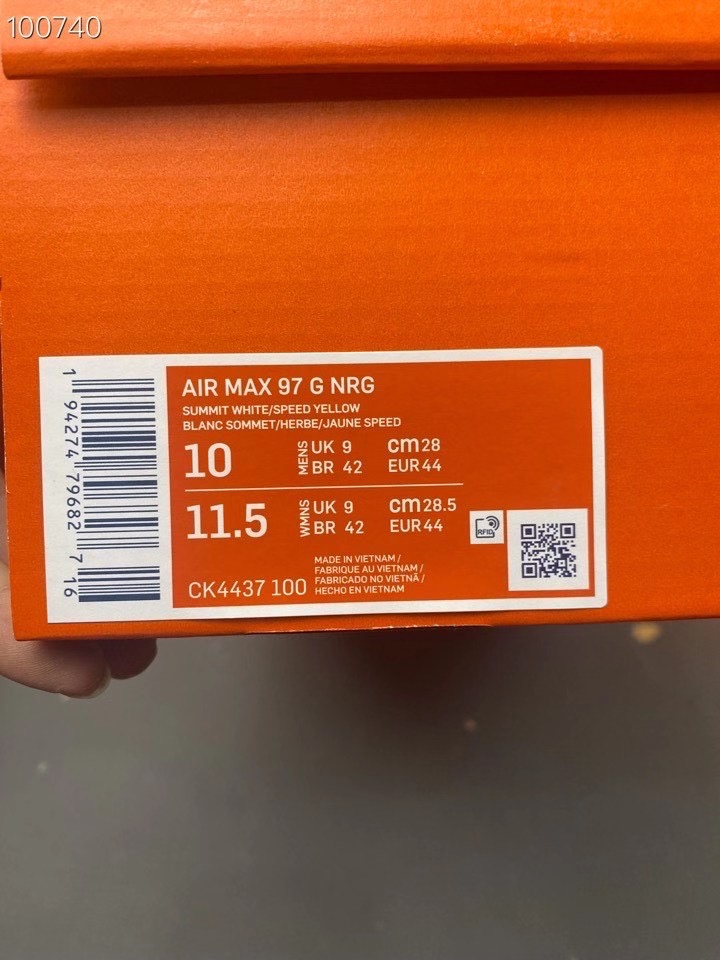 100740
AIR MAX 97 G NRG
SUMMIT WHITE/SPEED YELLOW
BLANC SOMMET/HERBE/JAUNE SPEED
10 MENS UK 9 cm 28
BR 42 EUR 44
11.5 WMNS UK 9 cm 28.5
BR 42 EUR 44
RFID
CK4437 100
MADE IN VIETNAM /
FABRIQUE AU VIETNAM /
FABRICADO NO VIETNÃ /
HECHO EN VIETNAM
1 94274 79682 7 16